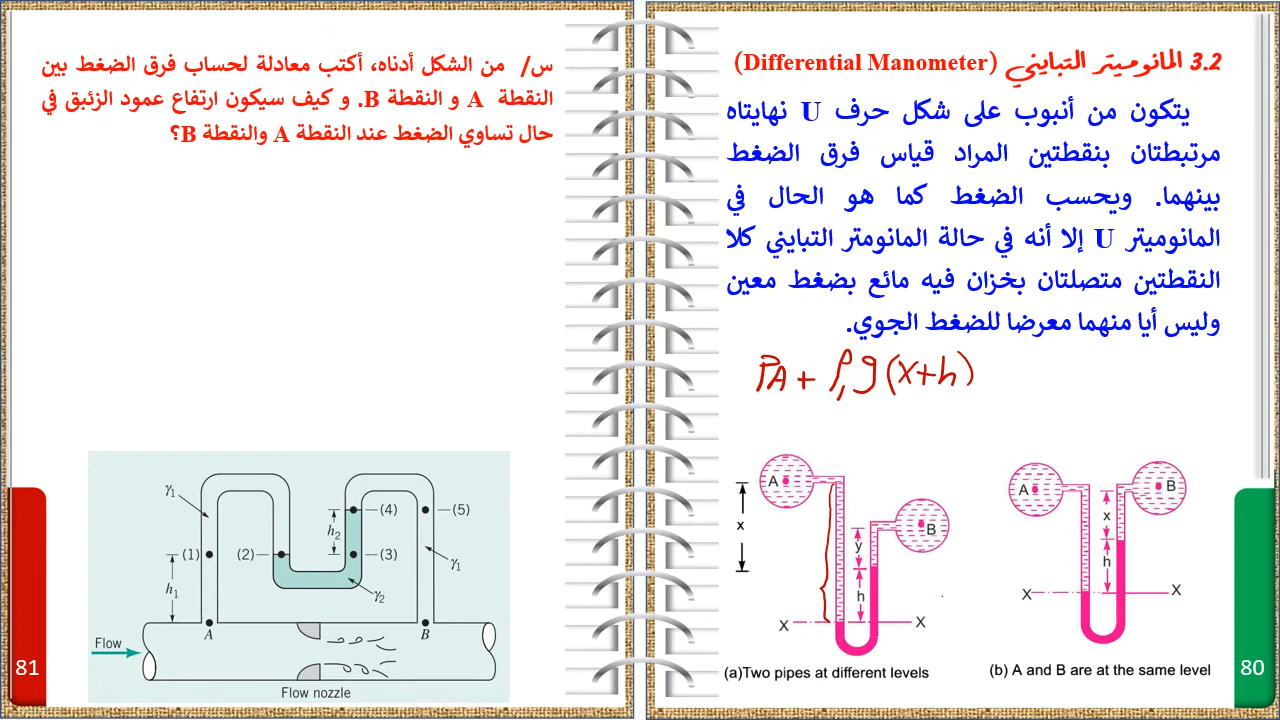 3.2 المانوميتر التبايني (Differential Manometer)
يتكون من أنبوب على شكل حرف U نهايتاه
مرتبطتان بنقطتين المراد قياس فرق الضغط
بينهما. ويحسب الضغط كما هو الحال في
المانوميتر U إلا أنه في حالة المانومتر التبايني كلا
النقطتين متصلتان بخزان فيه مائع بضغط معين
وليس أيا منهما معرضا للضغط الجوي.
PA + ρ₁g(x+h)
A
B
x
y
h
X
X
(a)Two pipes at different levels
A
B
x
h
X
X
(b) A and B are at the same level
80
س/ من الشكل أدناه، أكتب معادلة لحساب فرق الضغط بين
النقطة A و النقطة B. و كيف سيكون ارتفاع عمود الزئبق في
حال تساوي الضغط عند النقطة A والنقطة B؟
γ1
(4)
(5)
h2
(1)
(2)
(3)
γ1
h1
γ2
A
B
Flow
Flow nozzle
81